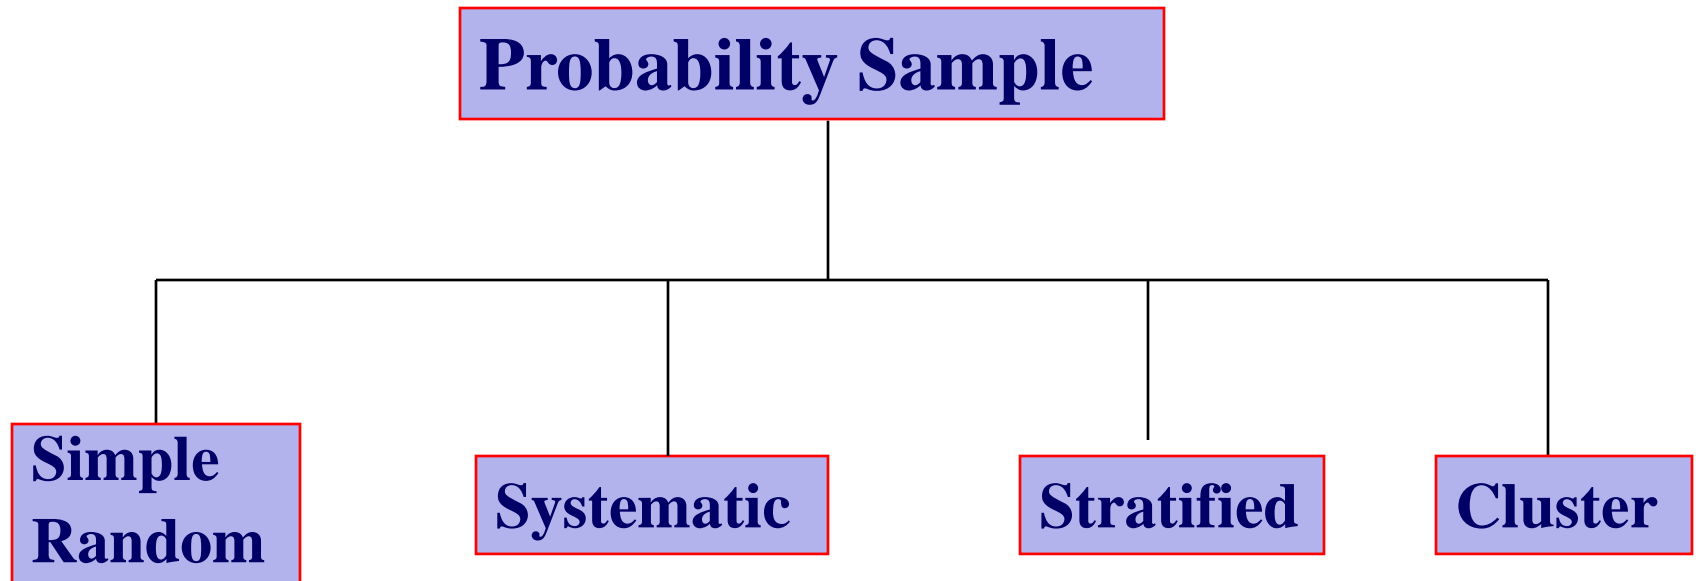 Probability Sample
Simple
Random
Systematic
Stratified
Cluster